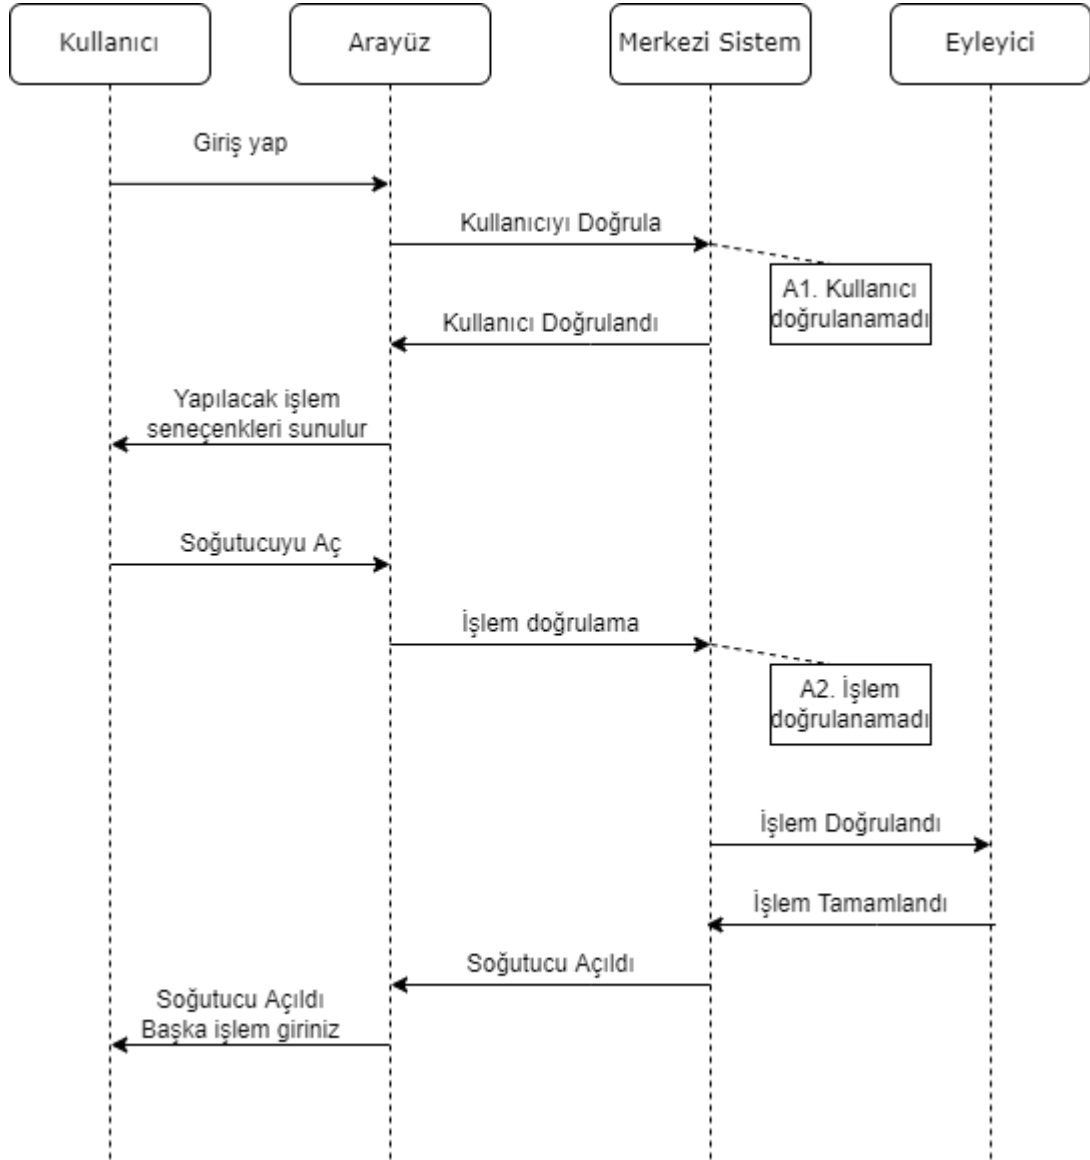 Kullanıcı
Arayüz
Merkezi Sistem
Eyleyici
Giriş yap
Kullanıcıyı Doğrula
A1. Kullanıcı
doğrulanamadı
Kullanıcı Doğrulandı
Yapılacak işlem
seneçenkleri sunulur
Soğutucuyu Aç
İşlem doğrulama
A2. İşlem
doğrulanamadı
İşlem Doğrulandı
İşlem Tamamlandı
Soğutucu Açıldı
Soğutucu Açıldı
Başka işlem giriniz